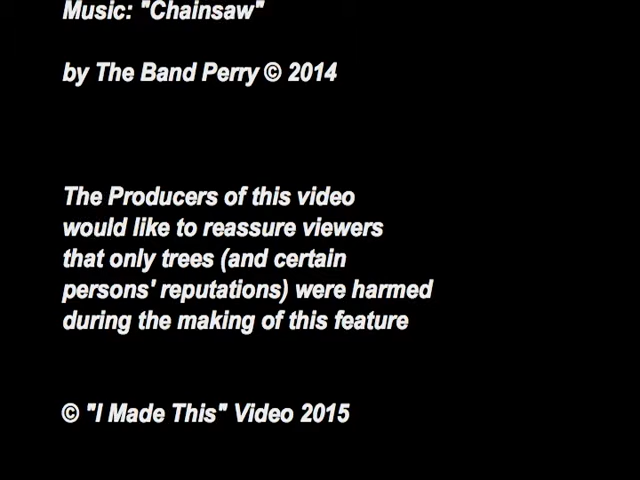 Music: "Chainsaw"
by The Band Perry © 2014
The Producers of this video
would like to reassure viewers
that only trees (and certain
persons' reputations) were harmed
during the making of this feature
© "I Made This" Video 2015